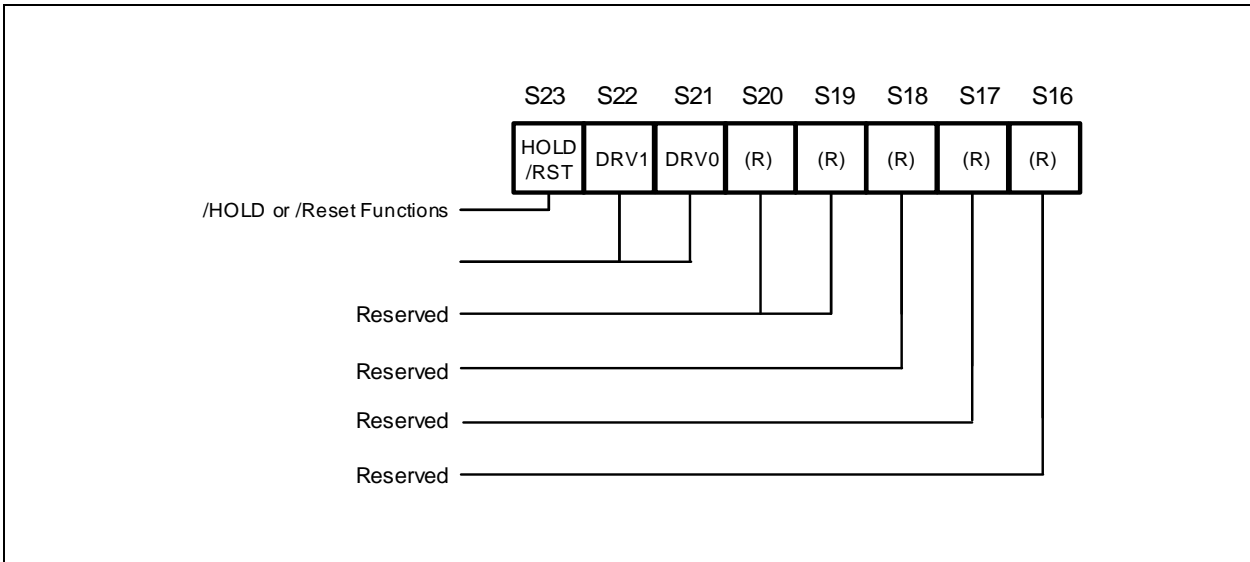 S23 S22 S21 S20 S19 S18 S17 S16
HOLD /RST DRV1 DRV0 (R) (R) (R) (R) (R)
/HOLD or /Reset Functions
Reserved
Reserved
Reserved
Reserved